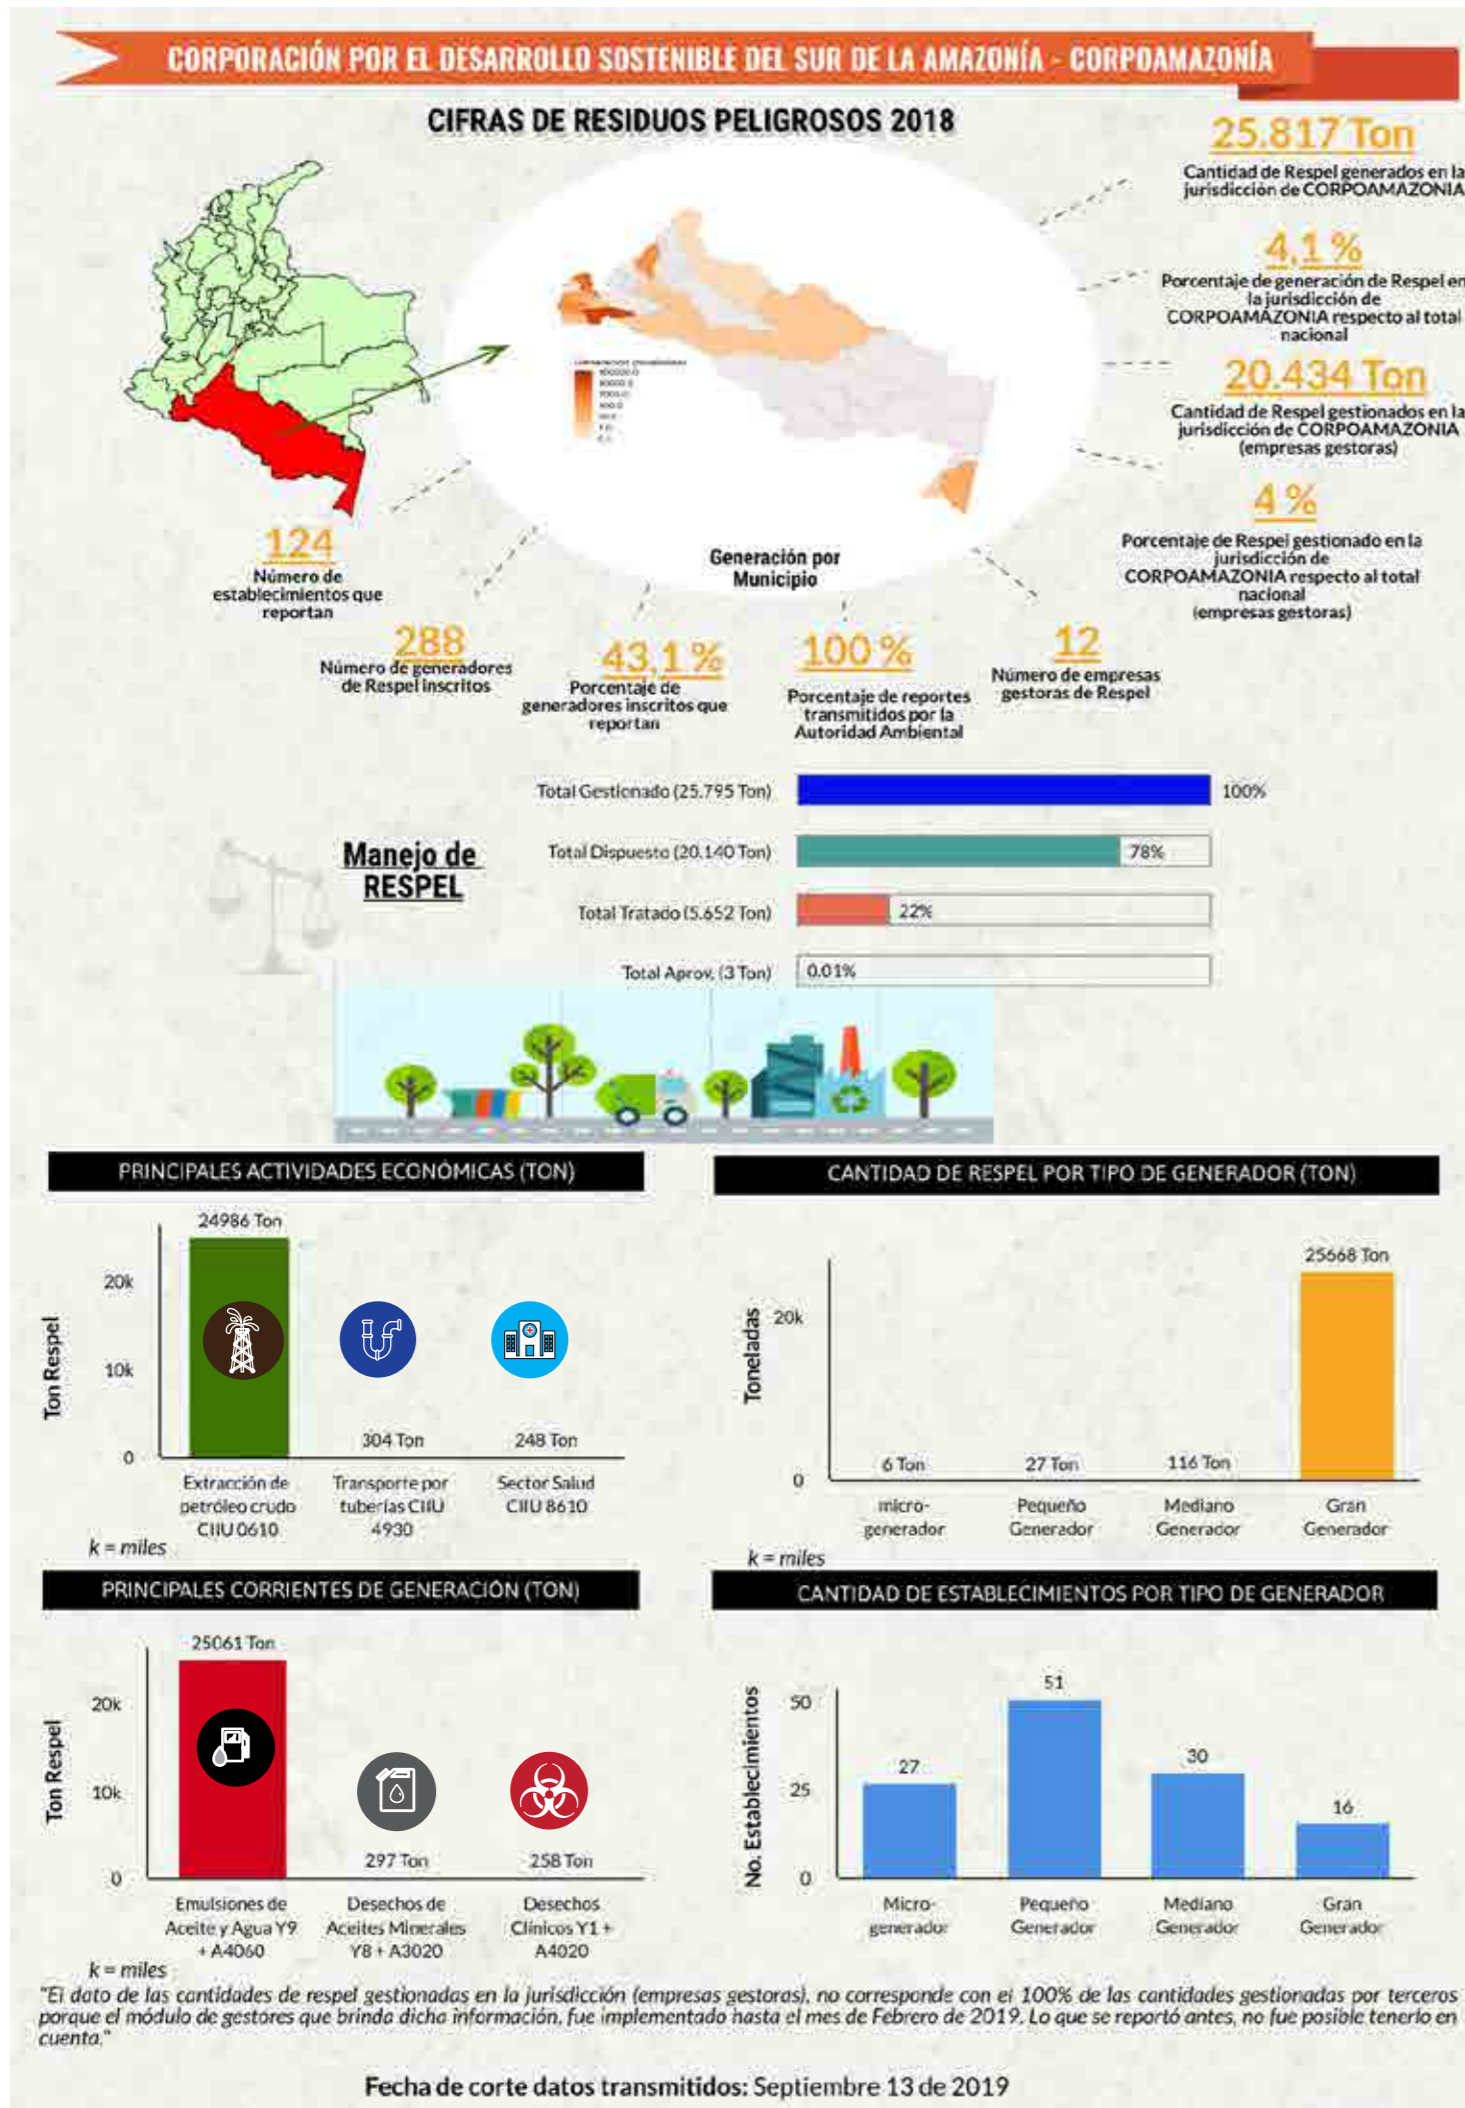 CORPORACIÓN POR EL DESARROLLO SOSTENIBLE DEL SUR DE LA AMAZONÍA - CORPOAMAZONÍA
CIFRAS DE RESIDUOS PELIGROSOS 2018
25.817 Ton
Cantidad de Respel generados en la
jurisdicción de CORPOAMAZONIA
4,1 %
Porcentaje de generación de Respel en
la jurisdicción de
CORPOAMAZONIA respecto al total
nacional
20.434 Ton
Cantidad de Respel gestionados en la
jurisdicción de CORPOAMAZONIA
(empresas gestoras)
4 %
Porcentaje de Respel gestionado en la
jurisdicción de
CORPOAMAZONIA respecto al total
nacional
(empresas gestoras)
Generación por
Municipio
124
Número de
establecimientos que
reportan
288
Número de generadores
de Respel inscritos
43,1 %
Porcentaje de
generadores inscritos que
reportan
100 %
Porcentaje de reportes
transmitidos por la
Autoridad Ambiental
12
Número de empresas
gestoras de Respel
Manejo de
RESPEL
Total Gestionado (25.795 Ton)
100%
Total Dispuesto (20.140 Ton)
78%
Total Tratado (5.652 Ton)
22%
Total Aprov. (3 Ton)
0.01%
PRINCIPALES ACTIVIDADES ECONÓMICAS (TON)
24986 Ton
20k
10k
0
Ton Respel
304 Ton
248 Ton
Extracción de
petróleo crudo
CIIU 0610
Transporte por
tuberías CIIU
4930
Sector Salud
CIIU 8610
k = miles
CANTIDAD DE RESPEL POR TIPO DE GENERADOR (TON)
25668 Ton
20k
0
Toneladas
6 Ton
27 Ton
116 Ton
micro-
generador
Pequeño
Generador
Mediano
Generador
Gran
Generador
k = miles
PRINCIPALES CORRIENTES DE GENERACIÓN (TON)
25061 Ton
20k
10k
0
Ton Respel
297 Ton
258 Ton
Emulsiones de
Aceite y Agua Y9
+ A4060
Desechos de
Aceites Minerales
Y8 + A3020
Desechos
Clínicos Y1 +
A4020
k = miles
CANTIDAD DE ESTABLECIMIENTOS POR TIPO DE GENERADOR
50
25
0
No. Establecimientos
27
51
30
16
Micro-
generador
Pequeño
Generador
Mediano
Generador
Gran
Generador
"El dato de las cantidades de respel gestionadas en la jurisdicción (empresas gestoras), no corresponde con el 100% de las cantidades gestionadas por terceros
porque el módulo de gestores que brinda dicha información, fue implementado hasta el mes de Febrero de 2019. Lo que se reportó antes, no fue posible tenerlo en
cuenta."
Fecha de corte datos transmitidos: Septiembre 13 de 2019